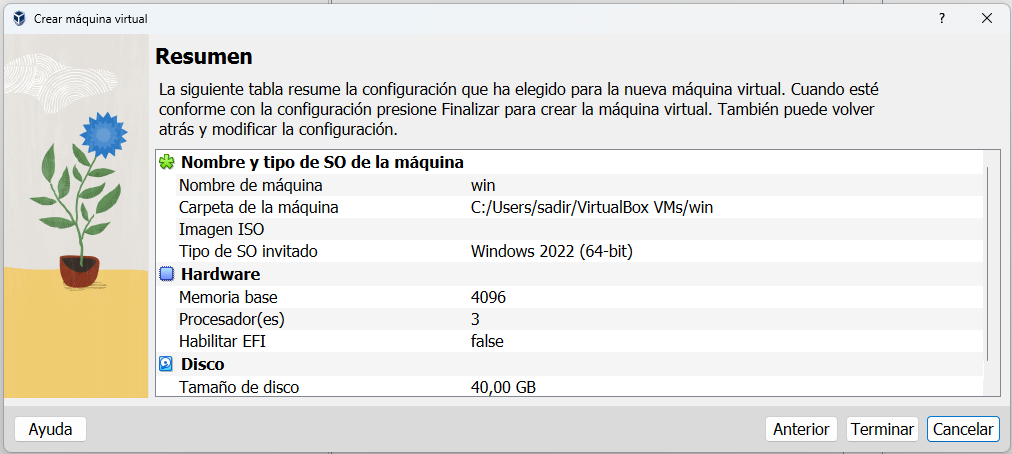 Crear máquina virtual
?
Resumen
La siguiente tabla resume la configuración que ha elegido para la nueva máquina virtual. Cuando esté
conforme con la configuración presione Finalizar para crear la máquina virtual. También puede volver
atrás y modificar la configuración.
Nombre y tipo de SO de la máquina
Nombre de máquina win
Carpeta de la máquina C:/Users/sadir/VirtualBox VMs/win
Imagen ISO
Tipo de SO invitado Windows 2022 (64-bit)
Hardware
Memoria base 4096
Procesador(es) 3
Habilitar EFI false
Disco
Tamaño de disco 40,00 GB
Ayuda Anterior Terminar Cancelar